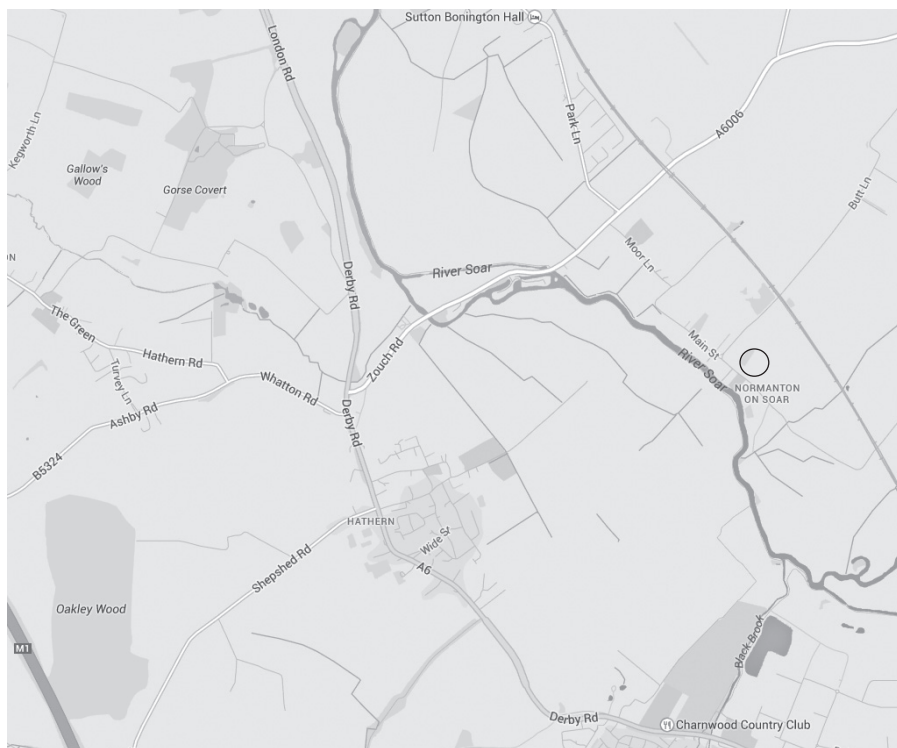 Sutton Bonington Hall
London Rd
Kegworth Ln
Park Ln
A6006
Gallow's
Wood
Gorse Covert
Butt Ln
Moor Ln
ON
River Soar
Derby Rd
The Green
Hathern Rd
Zouch Rd
Main St
River Soar
Turvey Ln
Whatton Rd
NORMANTON
ON SOAR
Ashby Rd
Derby Rd
B5324
HATHERN
Wide St
Shepshed Rd
A6
Oakley Wood
M1
Black Broof
Derby Rd
Charnwood Country Club